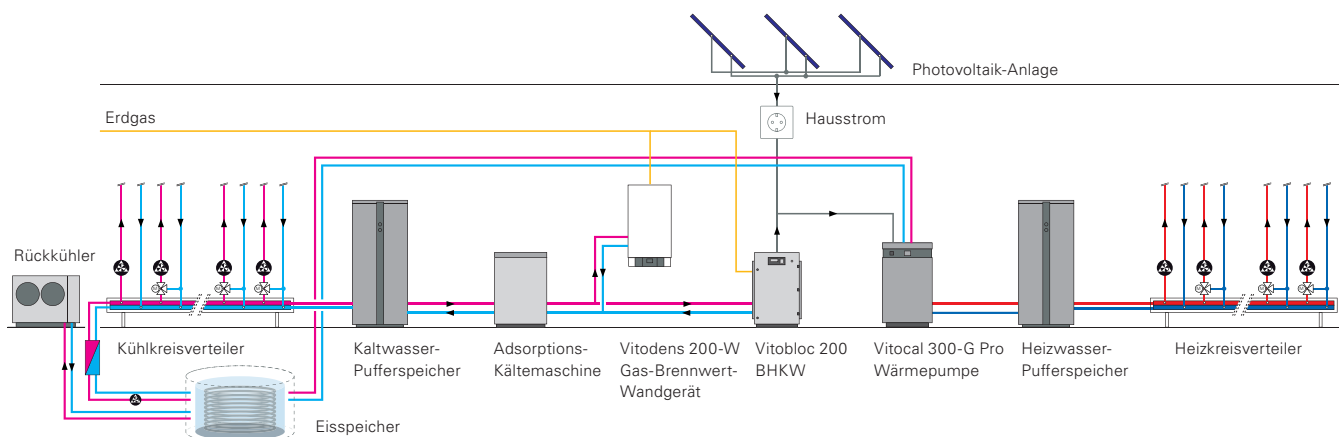 Photovoltaik-Anlage
Erdgas
Hausstrom
Rückkühler
Kühlkreisverteiler
Kaltwasser-
Pufferspeicher
Adsorptions-
Kältemaschine
Vitodens 200-W
Gas-Brennwert-
Wandgerät
Vitobloc 200
BHKW
Vitocal 300-G Pro
Wärmepumpe
Heizwasser-
Pufferspeicher
Heizkreisverteiler
Eisspeicher